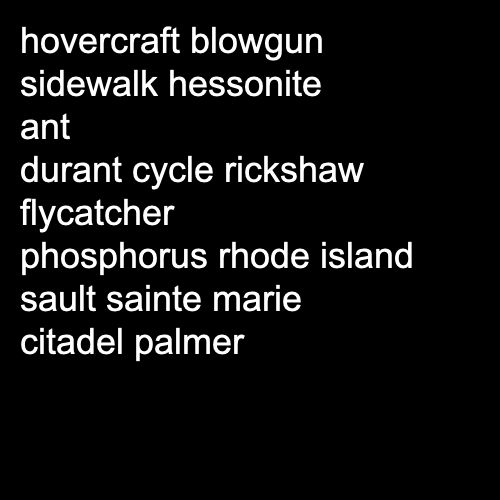 hovercraft blowgun
sidewalk hessonite
ant
durant cycle rickshaw
flycatcher
phosphorus rhode island
sault sainte marie
citadel palmer